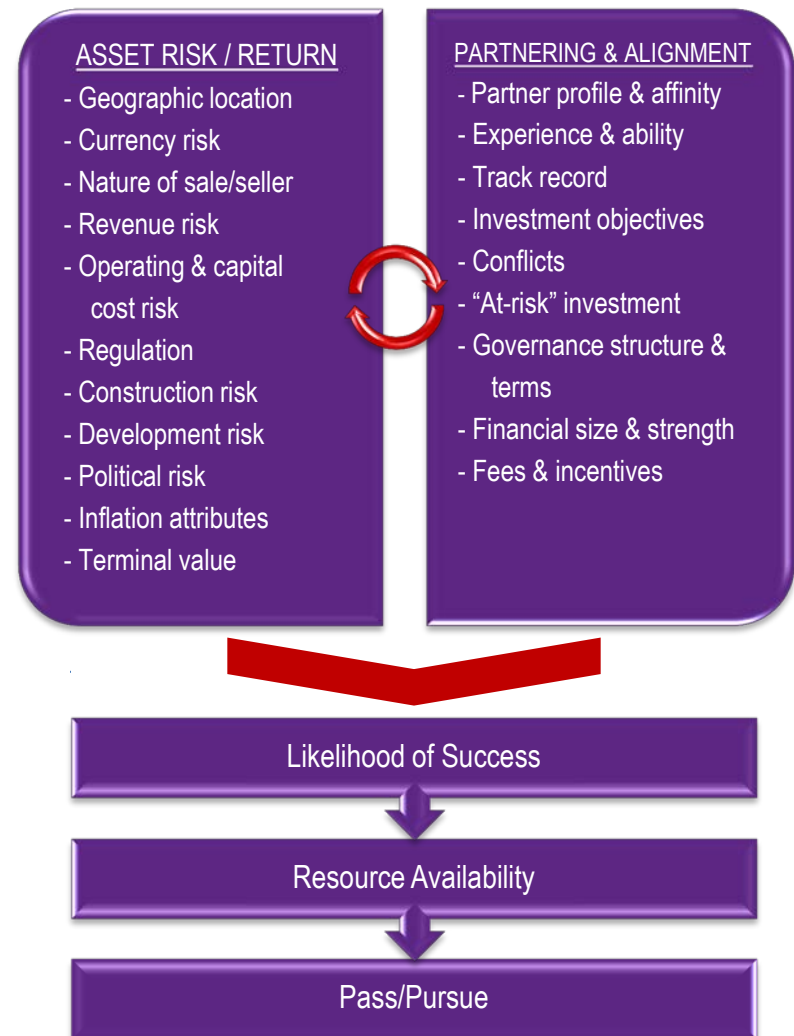 ASSET RISK / RETURN
- Geographic location
- Currency risk
- Nature of sale/seller
- Revenue risk
- Operating & capital
cost risk
- Regulation
- Construction risk
- Development risk
- Political risk
- Inflation attributes
- Terminal value
PARTNERING & ALIGNMENT
- Partner profile & affinity
- Experience & ability
- Track record
- Investment objectives
- Conflicts
- “At-risk” investment
- Governance structure &
terms
- Financial size & strength
- Fees & incentives
Likelihood of Success
Resource Availability
Pass/Pursue